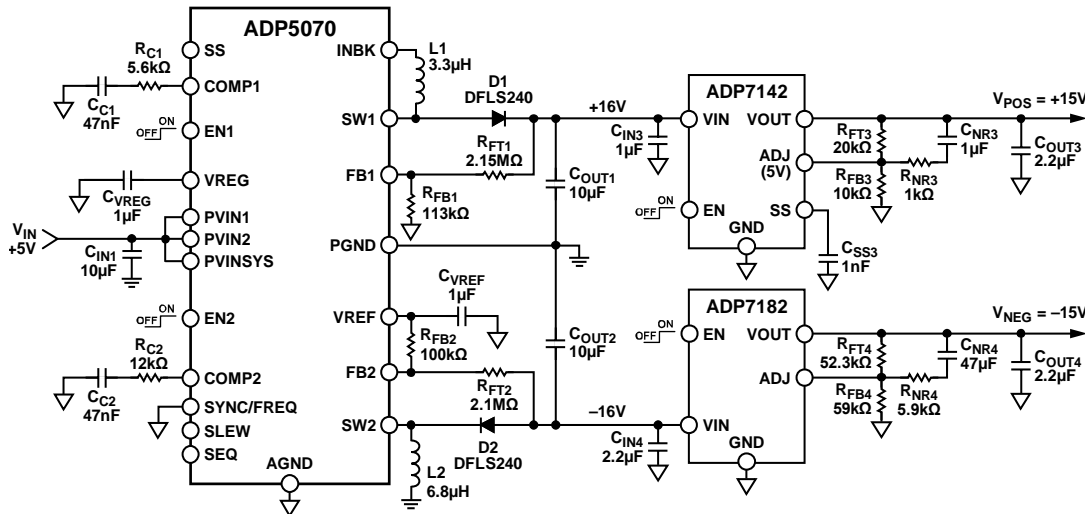 ADP5070
SS
RC1
5.6kΩ
COMP1
CC1
47nF
ON
OFF
EN1
VREG
CVREG
1µF
PVIN1
VIN
+5V
PVIN2
CIN1
10µF
PVINSYS
ON
OFF
EN2
RC2
12kΩ
COMP2
CC2
47nF
SYNC/FREQ
SLEW
SEQ
AGND
INBK
L1
3.3µH
D1
DFLS240
SW1
RFT1
2.15MΩ
FB1
RFB1
113kΩ
COUT1
10µF
PGND
CVREF
1µF
VREF
RFB2
100kΩ
COUT2
10µF
FB2
RFT2
2.1MΩ
SW2
D2
DFLS240
L2
6.8µH
+16V
CIN3
1µF
ADP7142
VIN
VOUT
ADJ
(5V)
ON
OFF
EN
SS
GND
VPOS = +15V
RFT3
20kΩ
CNR3
1µF
COUT3
2.2µF
RFB3
10kΩ
RNR3
1kΩ
CSS3
1nF
ADP7182
ON
OFF
EN
VOUT
ADJ
–16V
VIN
CIN4
2.2µF
GND
VNEG = –15V
RFT4
52.3kΩ
CNR4
47µF
COUT4
2.2µF
RFB4
59kΩ
RNR4
5.9kΩ